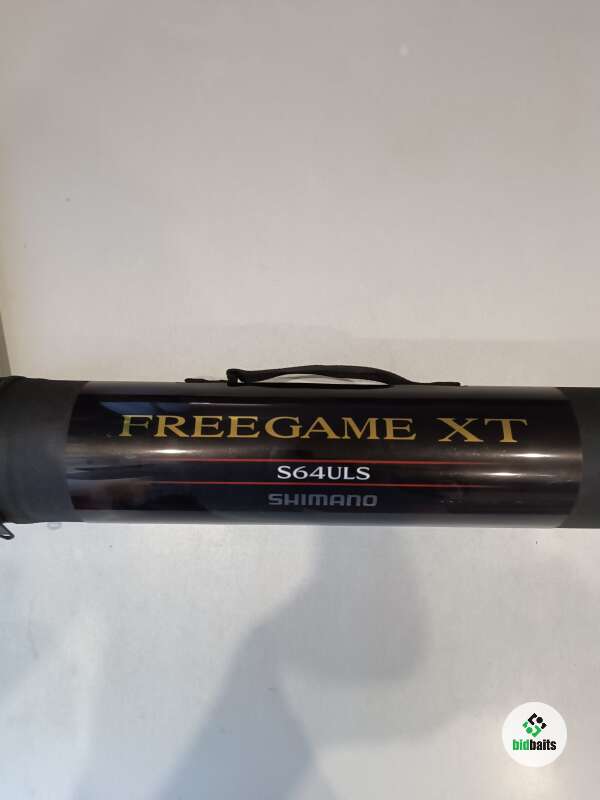 FREEGAME XT
S64ULS
SHIMANO
bidbaits